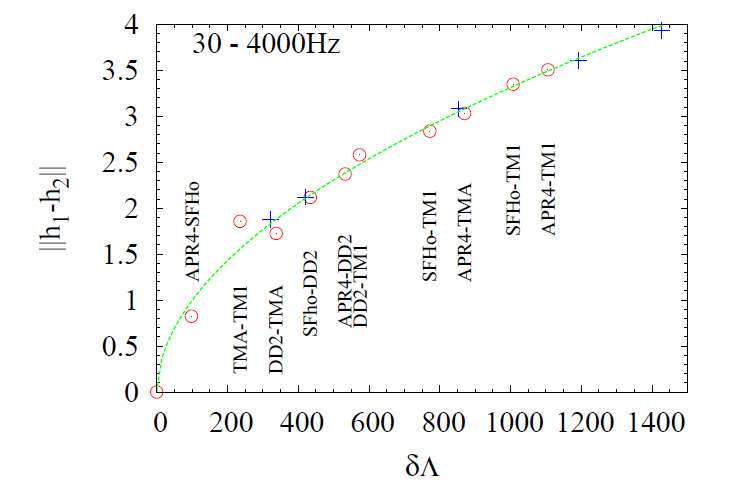 30 - 4000Hz
4
3.5
3
2.5
2
1.5
1
0.5
0
||h1-h2||
APR4-SFHo
TMA-TM1
DD2-TMA
SFho-DD2
APR4-DD2
DD2-TM1
SFHo-TM1
APR4-TMA
SFHo-TM1
APR4-TM1
0 200 400 600 800 1000 1200 1400
δΛ